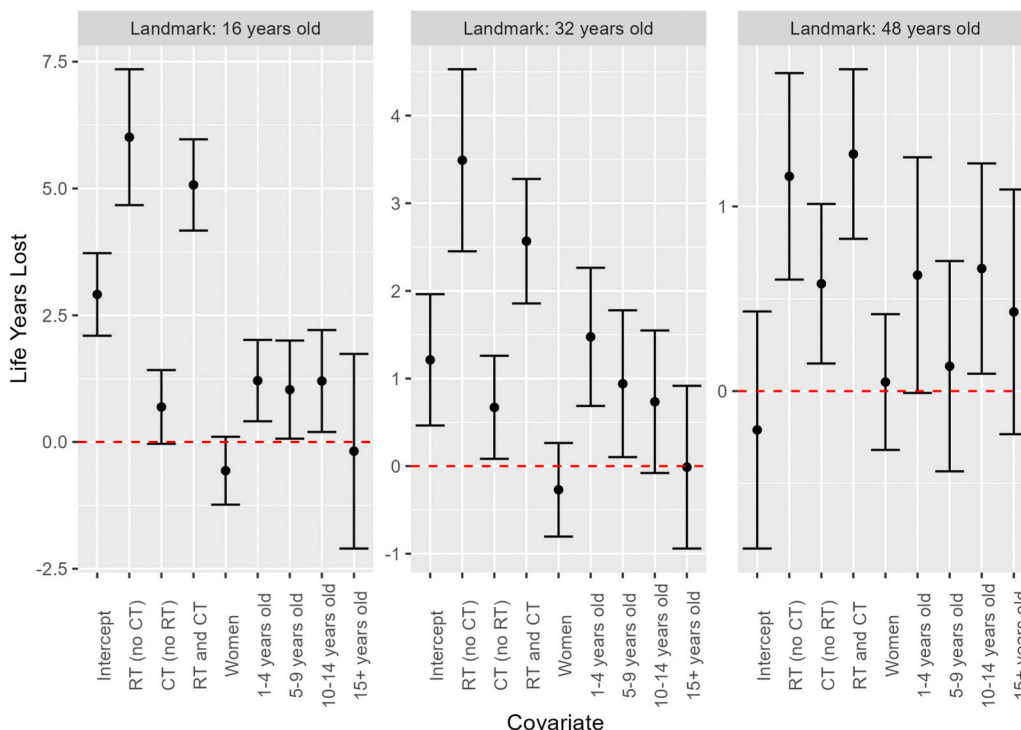 Landmark: 16 years old
Landmark: 32 years old
Landmark: 48 years old
Life Years Lost
7.5
5.0
2.5
0.0
-2.5
4
3
2
1
0
-1
1
0
Intercept
RT (no CT)
CT (no RT)
RT and CT
Women
1-4 years old
5-9 years old
10-14 years old
15+ years old
Intercept
RT (no CT)
CT (no RT)
RT and CT
Women
1-4 years old
5-9 years old
10-14 years old
15+ years old
Intercept
RT (no CT)
CT (no RT)
RT and CT
Women
1-4 years old
5-9 years old
10-14 years old
15+ years old
Covariate